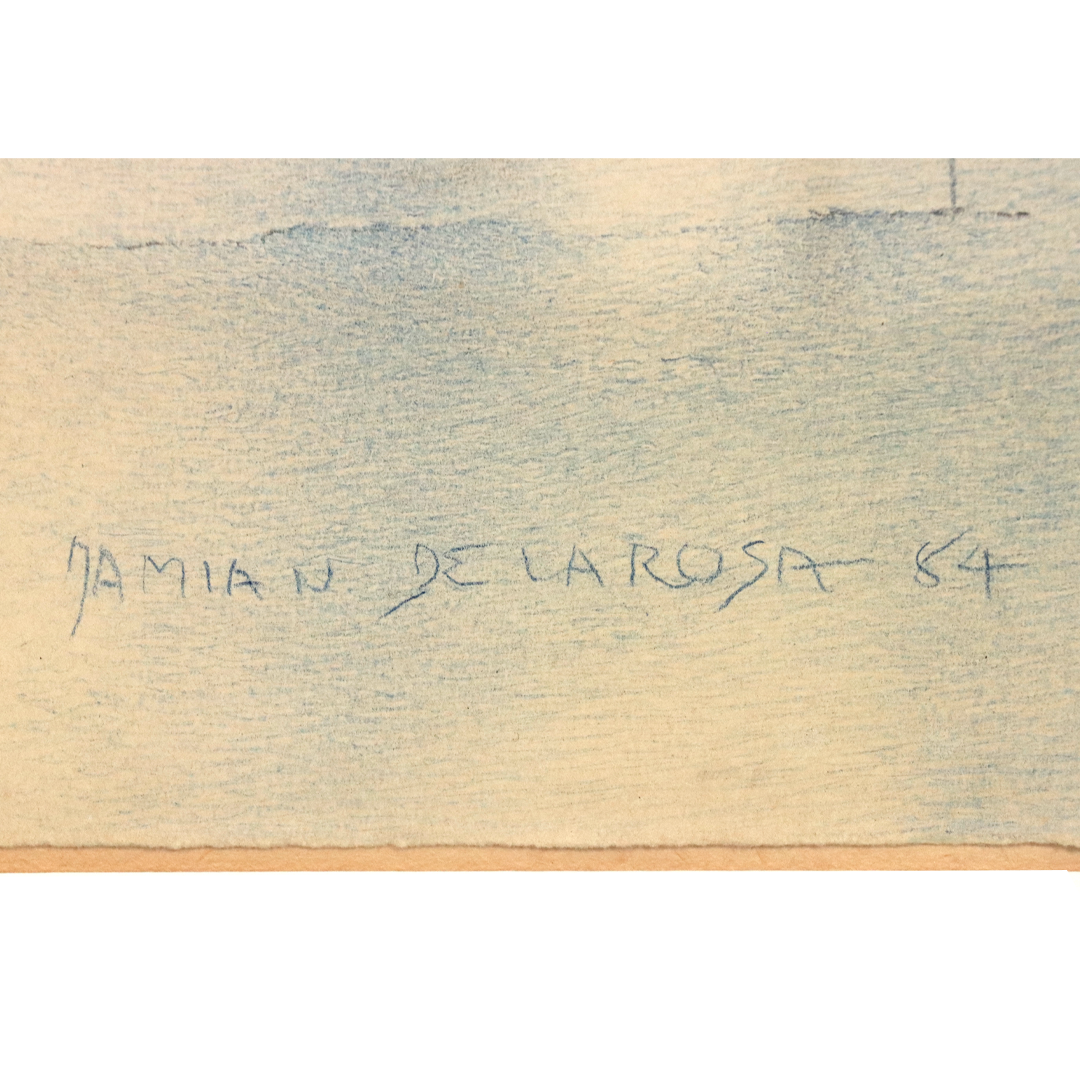 DAMIAN. DE LA ROSA 84